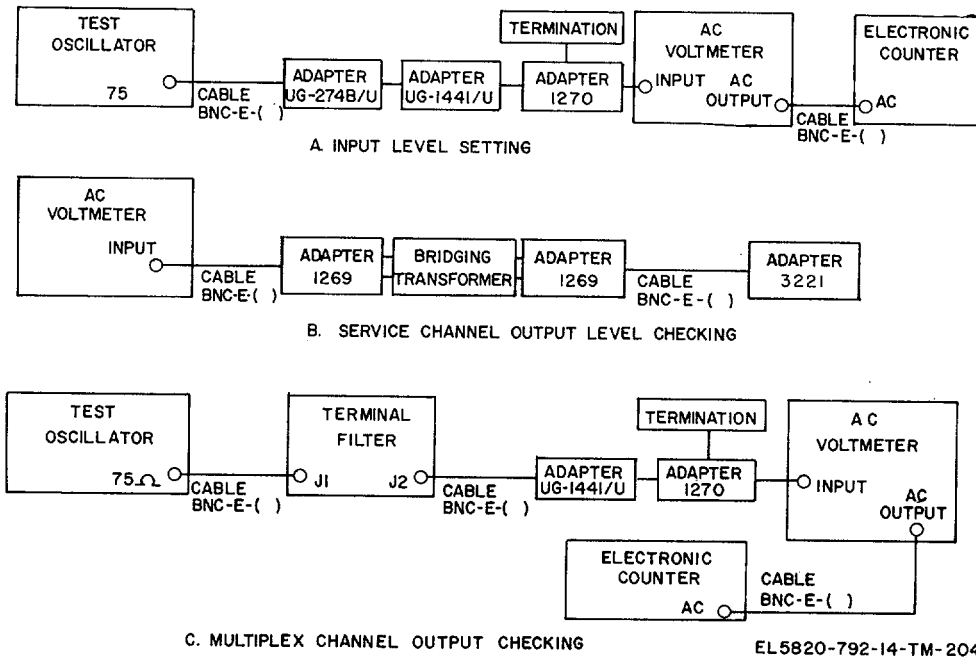 TEST
OSCILLATOR
75
CABLE
BNC-E-( )
ADAPTER
UG-274B/U
ADAPTER
UG-1441/U
TERMINATION
ADAPTER
1270
AC
VOLTMETER
INPUT
AC
OUTPUT
CABLE
BNC-E-( )
ELECTRONIC
COUNTER
AC
A. INPUT LEVEL SETTING
AC
VOLTMETER
INPUT
CABLE
BNC-E-( )
ADAPTER
1269
BRIDGING
TRANSFORMER
ADAPTER
1269
CABLE
BNC-E-( )
ADAPTER
3221
B. SERVICE CHANNEL OUTPUT LEVEL CHECKING
TEST
OSCILLATOR
75Ω
CABLE
BNC-E-( )
TERMINAL
FILTER
J1
J2
CABLE
BNC-E-( )
ADAPTER
UG-1441/U
TERMINATION
ADAPTER
1270
AC
VOLTMETER
INPUT
AC
OUTPUT
ELECTRONIC
COUNTER
AC
CABLE
BNC-E-( )
C. MULTIPLEX CHANNEL OUTPUT CHECKING
EL5820-792-14-TM-204